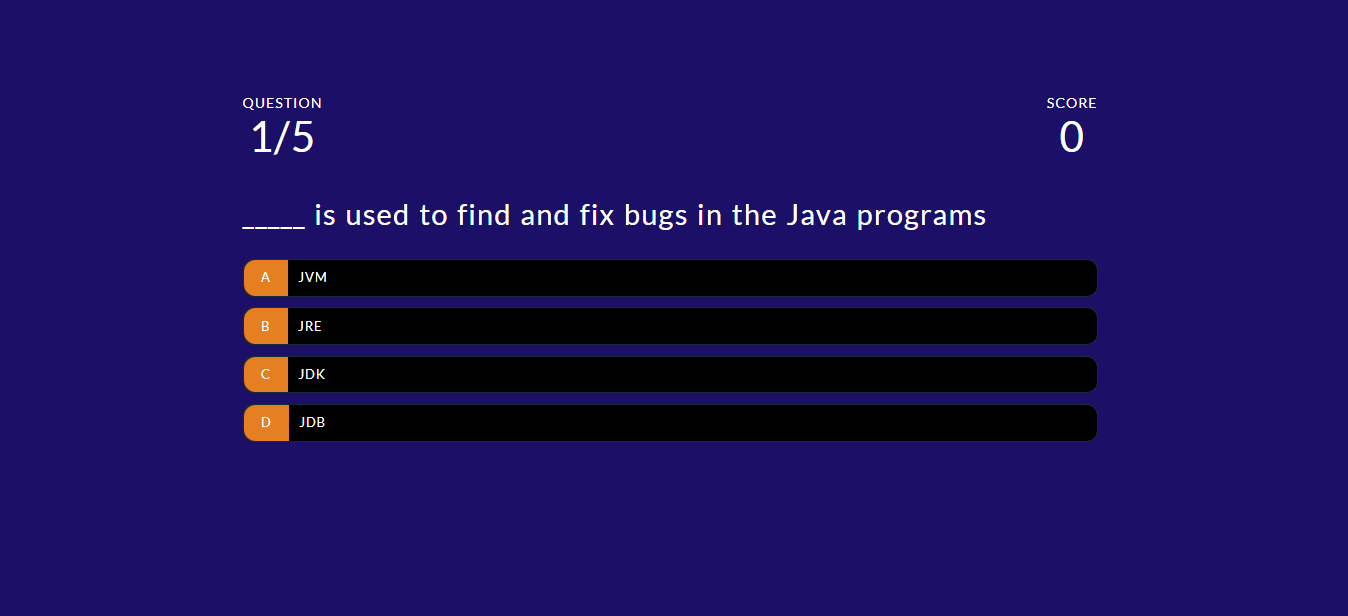 QUESTION
1/5
SCORE
0
_____ is used to find and fix bugs in the Java programs
A JVM
B JRE
C JDK
D JDB